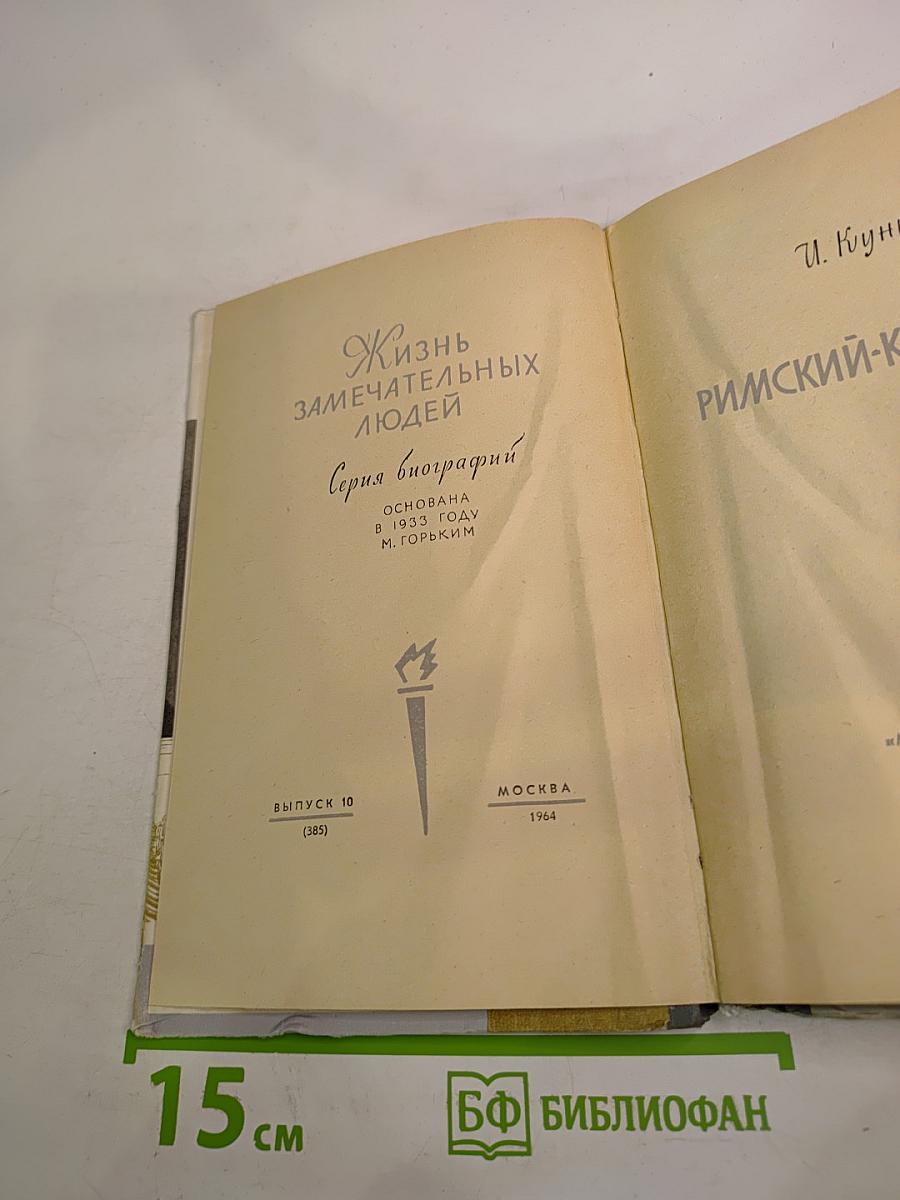 Жизнь
ЗАМЕЧАТЕЛЬНЫХ
ЛЮДЕЙ
Серия биографий
ОСНОВАНА
В 1933 ГОДУ
М. ГОРЬКИМ
ВЫПУСК 10
(385)
МОСКВА
1964
И. Кун
РИМСКИЙ-К
15 см
БФ БИБЛИОФАН